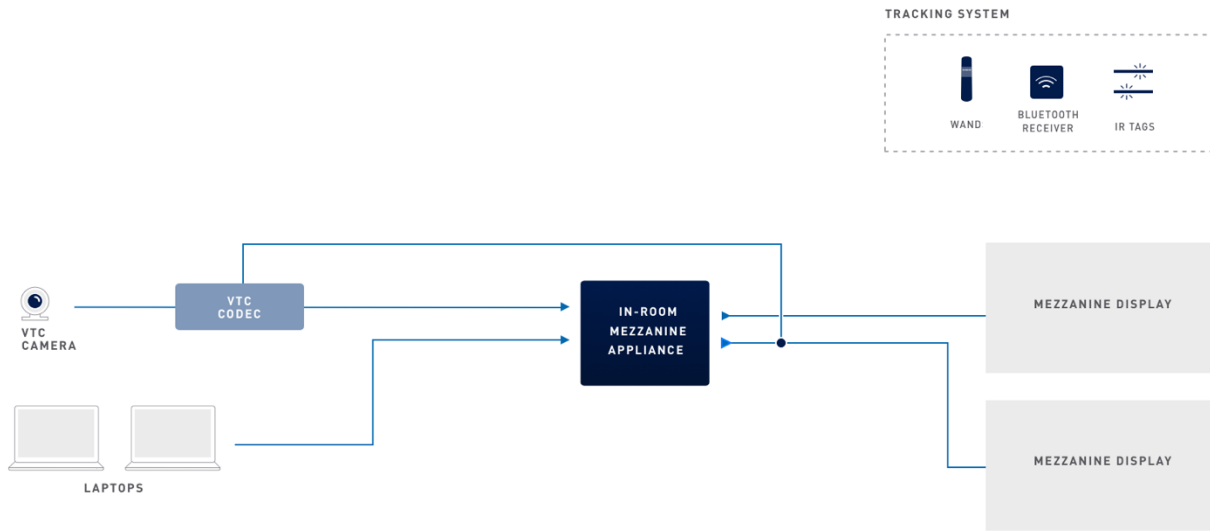 TRACKING SYSTEM
WAND
BLUETOOTH
RECEIVER
IR TAGS
VTC
CODEC
VTC
CAMERA
IN-ROOM
MEZZANINE
APPLIANCE
MEZZANINE DISPLAY
MEZZANINE DISPLAY
LAPTOPS